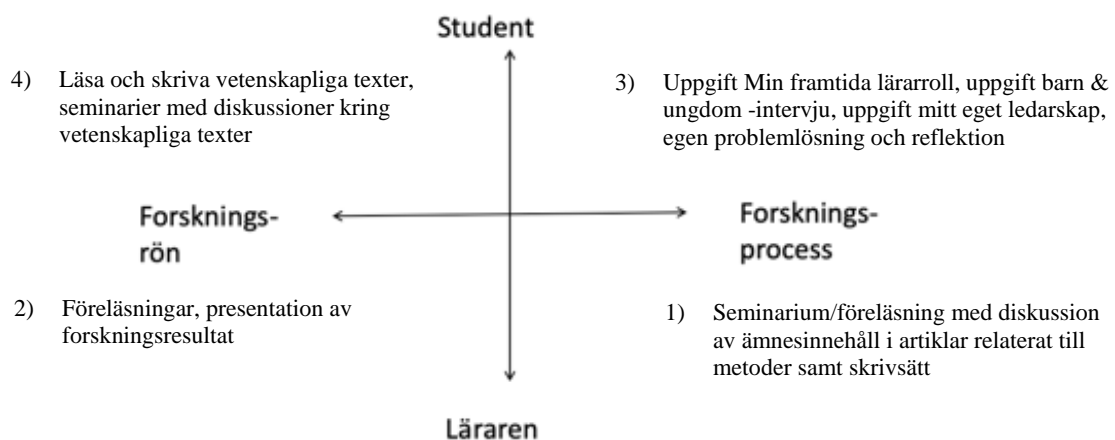 Student
4) Läsa och skriva vetenskapliga texter,
seminarier med diskussioner kring
vetenskapliga texter
3) Uppgift Min framtida lärarroll, uppgift barn &
ungdom -intervju, uppgift mitt eget ledarskap,
egen problemlösning och reflektion
Forsknings-
rön
Forsknings-
process
2) Föreläsningar, presentation av
forskningsresultat
1) Seminarium/föreläsning med diskussion
av ämnesinnehåll i artiklar relaterat till
metoder samt skrivsätt
Läraren